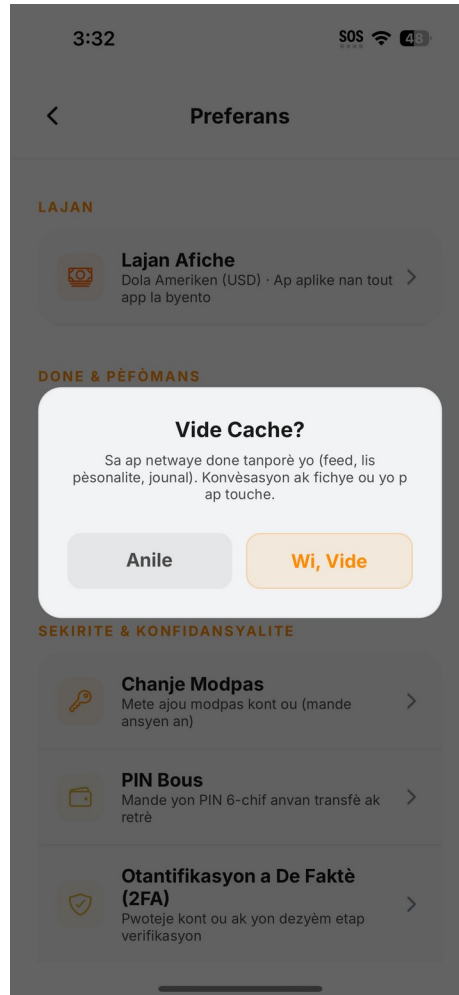 3:32
SOS
48
Preferans
LAJAN
Lajan Afiche
Dola Ameriken (USD) · Ap aplike nan tout
app la byento
DONE & PÈFÒMANS
Vide Cache?
Sa ap netwaye done tanporè yo (feed, lis
pèsonalite, jounal). Konvèsasyon ak fichye ou yo p
ap touche.
Anile
Wi, Vide
SEKIRITE & KONFIDANSYALITE
Chanje Modpas
Mete ajou modpas kont ou (mande
ansyen an)
PIN Bous
Mande yon PIN 6-chif anvan transfè ak
retrè
Otantifikasyon a De Faktè
(2FA)
Pwoteje kont ou ak yon dezyèm etap
verifikasyon